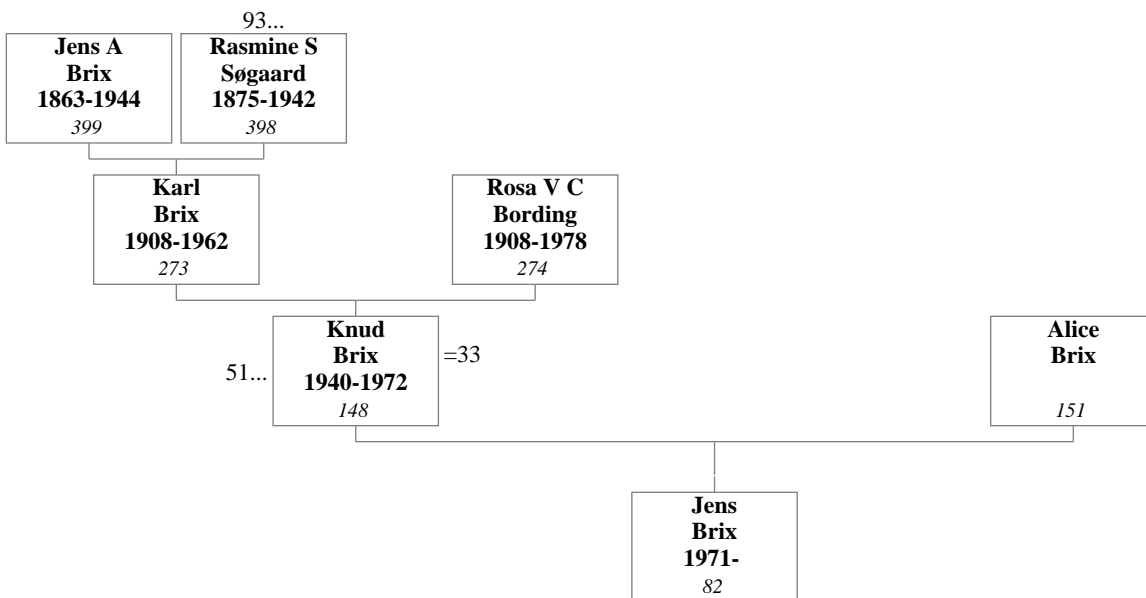 93...
Jens A
Brix
1863-1944
399
Rasmine S
Søgaard
1875-1942
398
Karl
Brix
1908-1962
273
Rosa V C
Bording
1908-1978
274
51...
Knud
Brix
1940-1972
148
=33
Alice
Brix
151
Jens
Brix
1971-
82